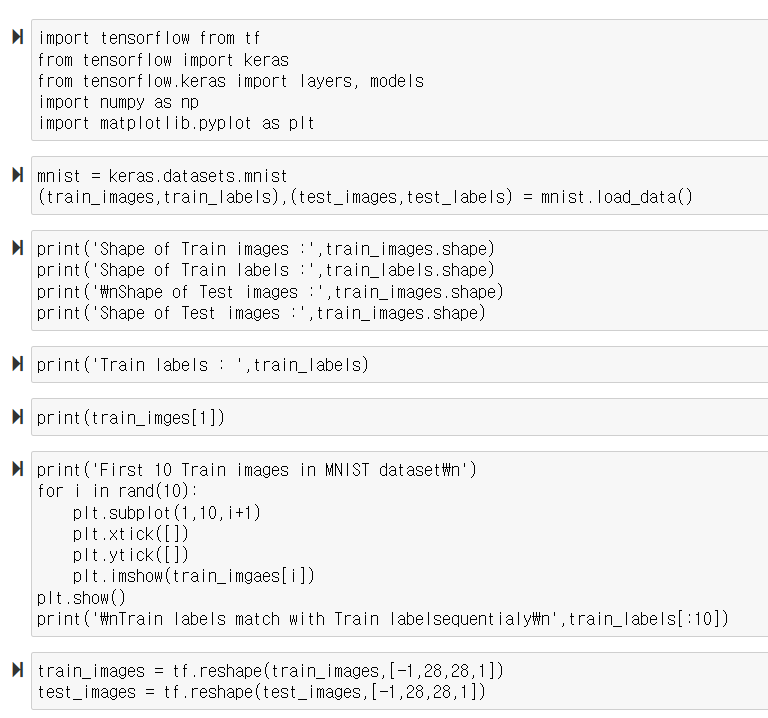 import tensorflow from tf
from tensorflow import keras
from tensorflow.keras import layers, models
import numpy as np
import matplotlib.pyplot as plt
mnist = keras.datasets.mnist
(train_images,train_labels),(test_images,test_labels) = mnist.load_data()
print('Shape of Train images :',train_images.shape)
print('Shape of Train labels :',train_labels.shape)
print('₩nShape of Test images :',train_images.shape)
print('Shape of Test images :',train_images.shape)
print('Train labels : ',train_labels)
print(train_imges[1])
print('First 10 Train images in MNIST dataset₩n')
for i in rand(10):
    plt.subplot(1,10,i+1)
    plt.xtick([])
    plt.ytick([])
    plt.imshow(train_imgaes[i])
plt.show()
print('₩nTrain labels match with Train labelsequentialy₩n',train_labels[:10])
train_images = tf.reshape(train_images,[-1,28,28,1])
test_images = tf.reshape(test_images,[-1,28,28,1])